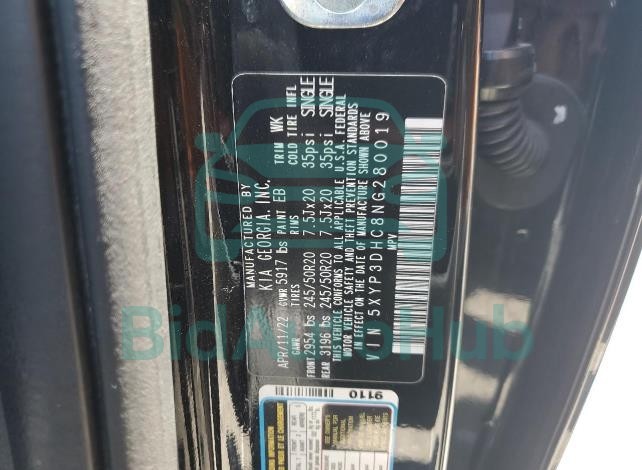 MANUFACTURED BY
KIA GEORGIA, INC.
APR/11/22 GVWR 5917 lbs PAINT EB TRIM WK
GAWR TIRES RIMS COLD TIRE INFL
FRONT 2954 lbs 245/50R20 7.5Jx20 35psi SINGLE
REAR 3196 lbs 245/50R20 7.5Jx20 35psi SINGLE
THIS VEHICLE CONFORMS TO ALL APPLICABLE U.S.A. FEDERAL
MOTOR VEHICLE SAFETY AND THEFT PREVENTION STANDARDS
IN EFFECT ON THE DATE OF MANUFACTURE SHOWN ABOVE
VIN 5XYP3DHC8NG280019
MPV
9110
BidAutoHub